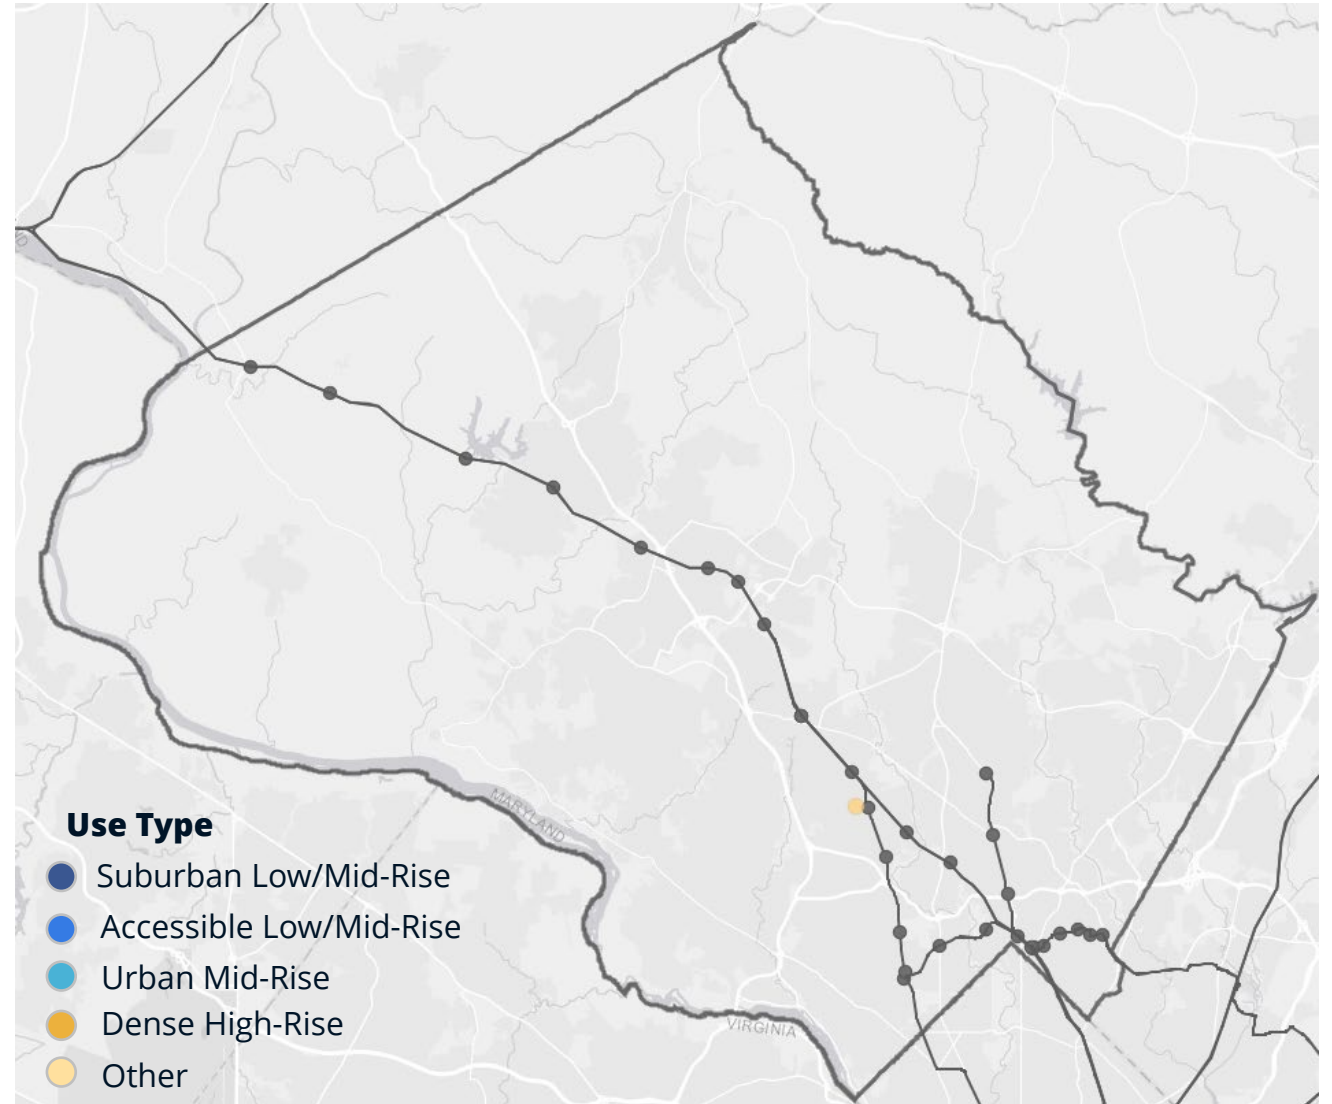 MARYLAND
VIRGINIA
Use Type
Suburban Low/Mid-Rise
Accessible Low/Mid-Rise
Urban Mid-Rise
Dense High-Rise
Other